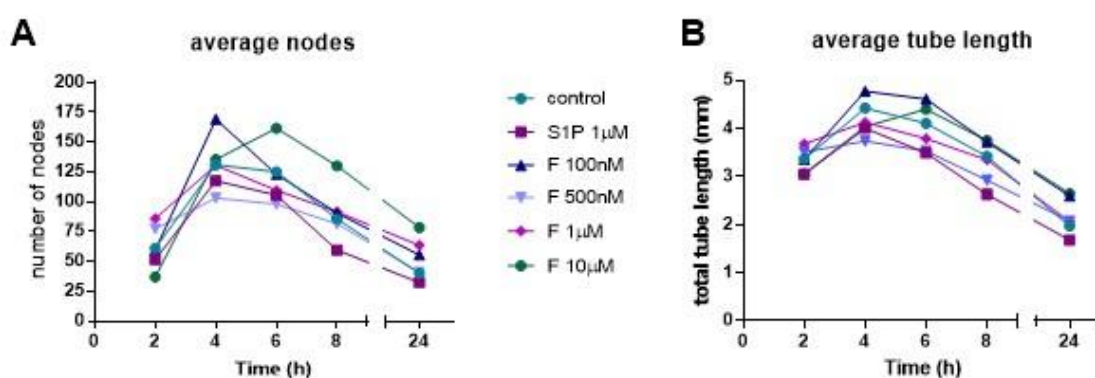 A
average nodes
number of nodes
200
175
150
125
100
75
50
25
0
0 2 4 6 8 24
Time (h)
control
S1P 1μM
F 100nM
F 500nM
F 1μM
F 10μM
B
average tube length
total tube length (mm)
5
4
3
2
1
0
0 2 4 6 8 24
Time (h)